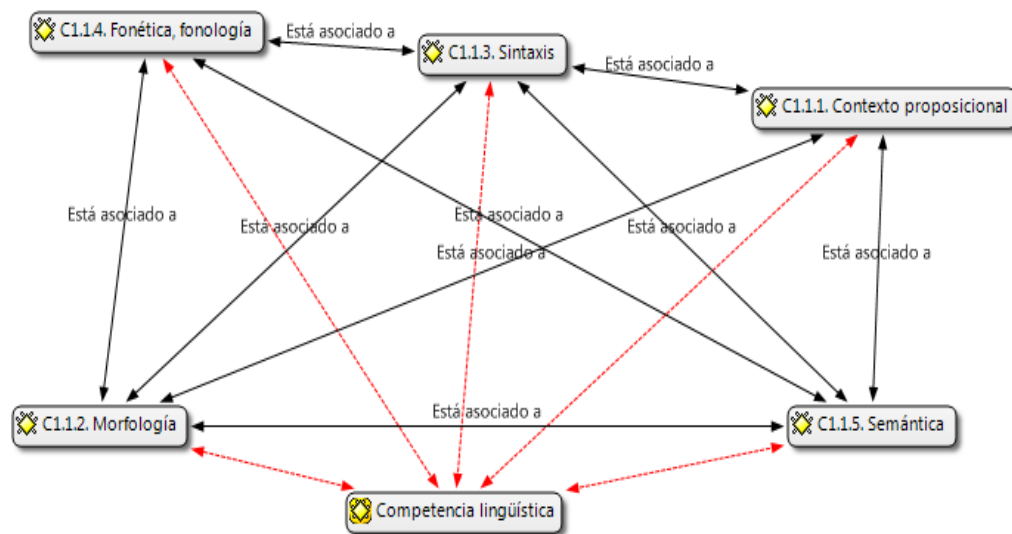 C1.1.4. Fonética, fonología
Está asociado a
C1.1.3. Sintaxis
Está asociado a
C1.1.1. Contexto proposicional
Está asociado a
Está asociado a
Está asociado a
Está asociado a
Está asociado a
Está asociado a
Está asociado a
C1.1.2. Morfología
C1.1.5. Semántica
Competencia lingüística